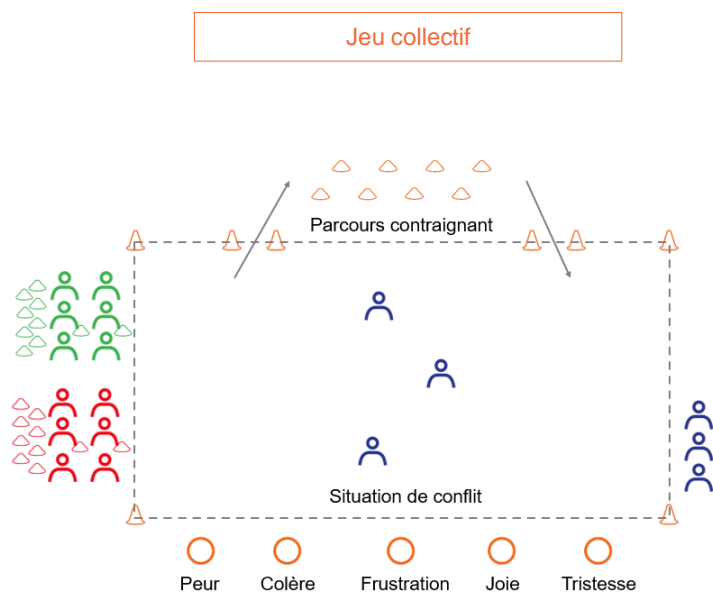 Jeu collectif
Parcours contraignant
Situation de conflit
Peur Colère Frustration Joie Tristesse